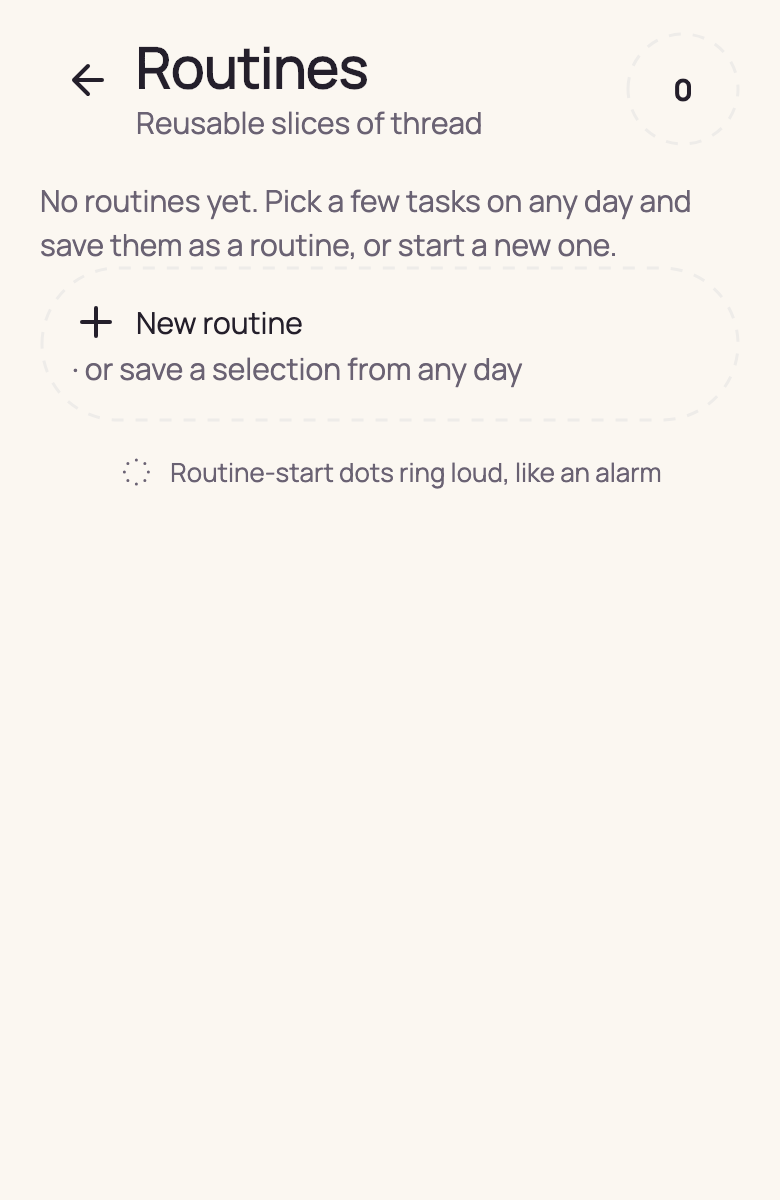 Routines
Reusable slices of thread
0
No routines yet. Pick a few tasks on any day and
save them as a routine, or start a new one.
New routine
· or save a selection from any day
Routine-start dots ring loud, like an alarm